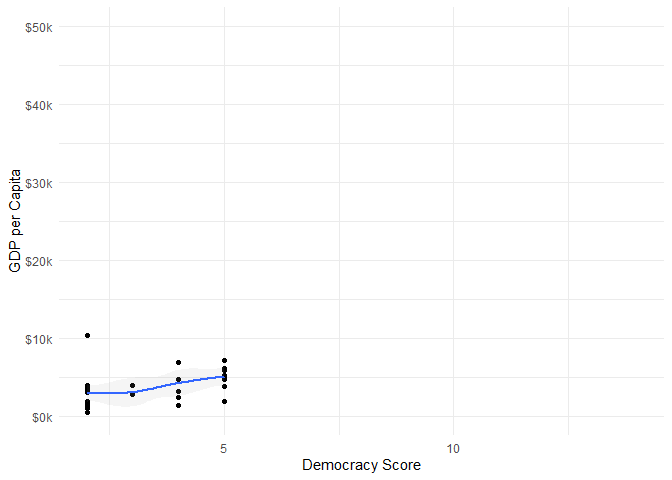 $50k
$40k
$30k
$20k
$10k
$0k
GDP per Capita
5
10
Democracy Score